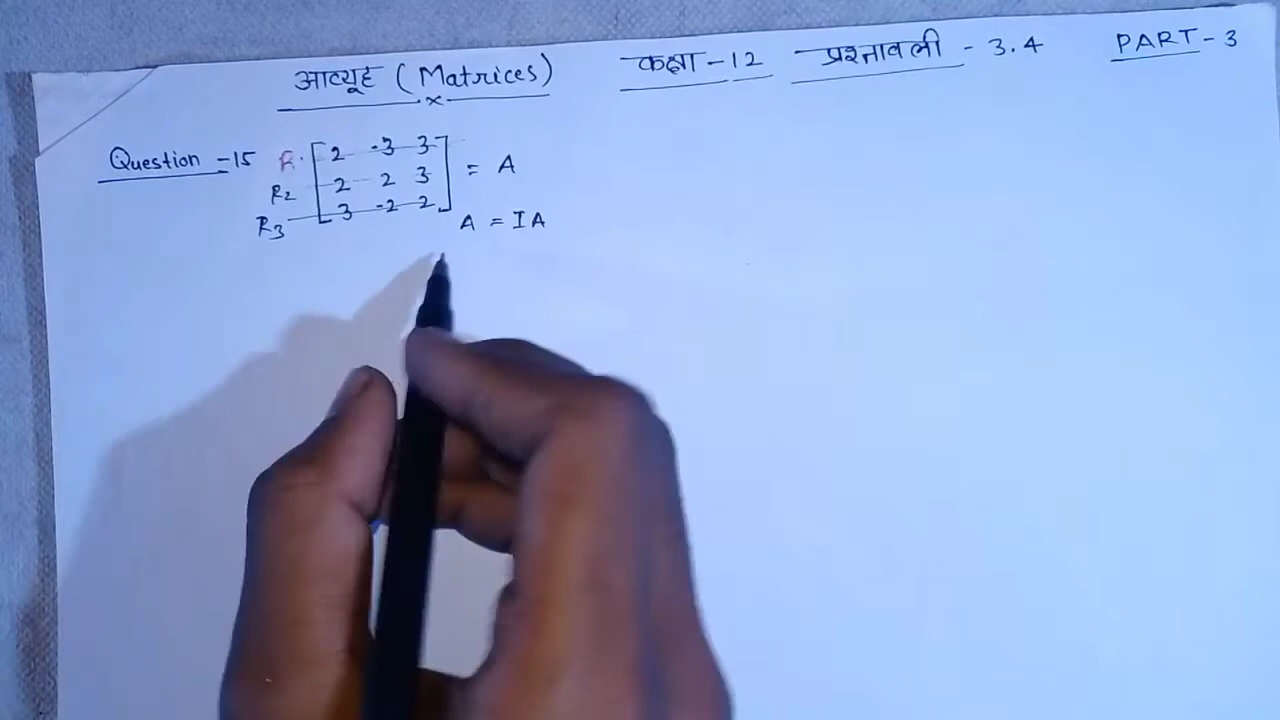 आव्यूह (Matrices) कक्षा-12 प्रश्नावली - 3.4 PART-3
x
Question -15
R. [2 -3 3
R2 2 2 3 ] = A
R3 3 -2 2
A = IA